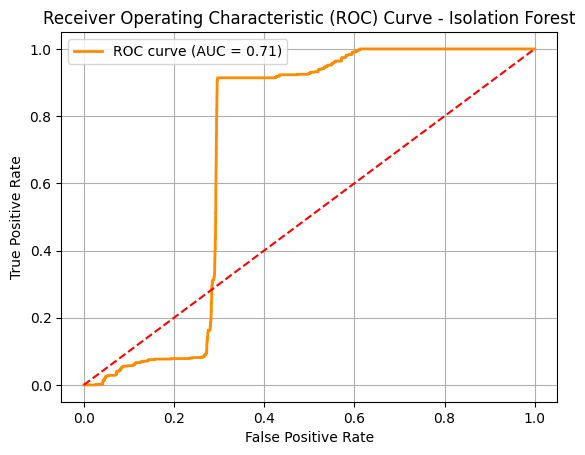 Receiver Operating Characteristic (ROC) Curve - Isolation Forest
ROC curve (AUC = 0.71)
True Positive Rate
1.0
0.8
0.6
0.4
0.2
0.0
0.0 0.2 0.4 0.6 0.8 1.0
False Positive Rate